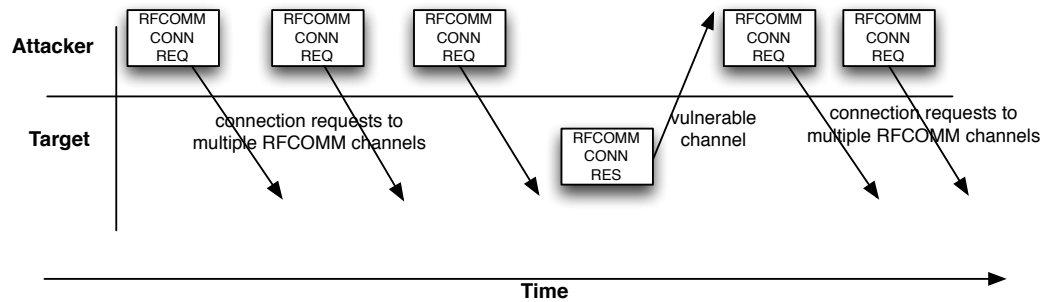 RFCOMM
CONN
REQ
RFCOMM
CONN
REQ
RFCOMM
CONN
REQ
RFCOMM
CONN
REQ
RFCOMM
CONN
REQ
Attacker
Target
connection requests to
multiple RFCOMM channels
RFCOMM
CONN
RES
vulnerable
channel
connection requests to
multiple RFCOMM channels
Time